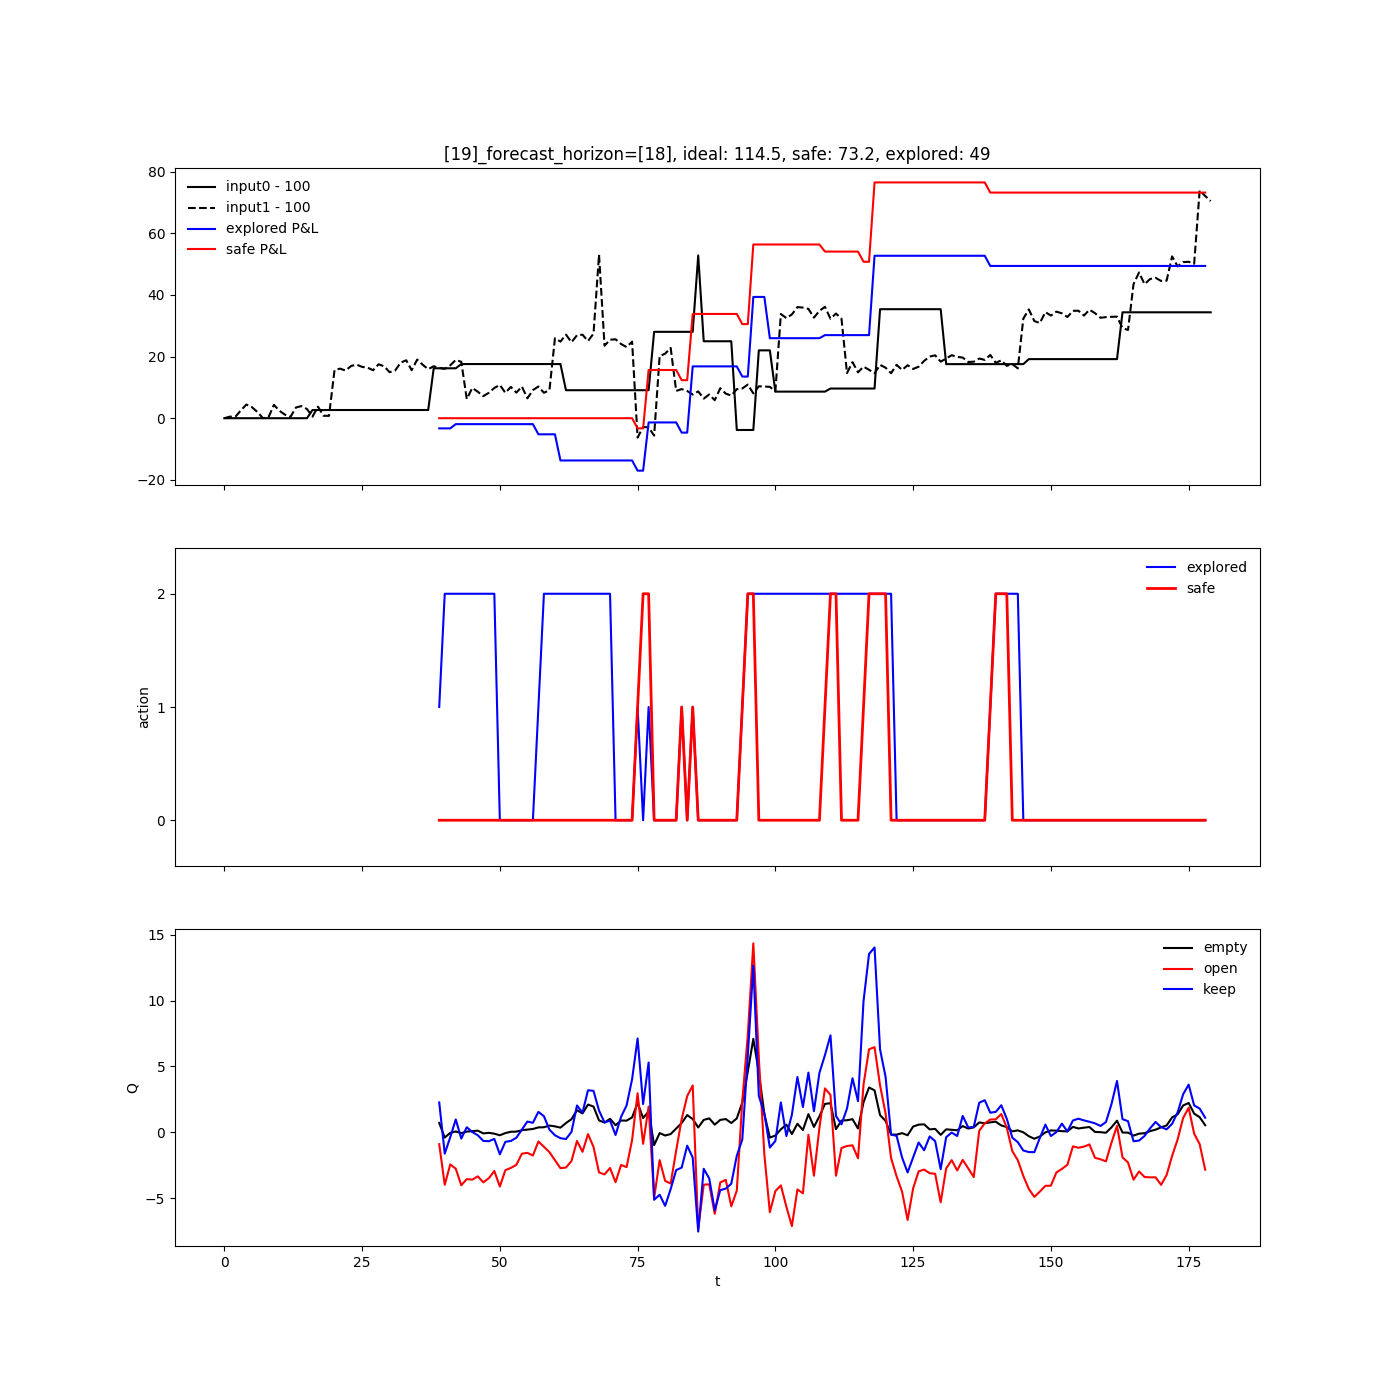 [19]_forecast_horizon=[18], ideal: 114.5, safe: 73.2, explored: 49
80
60
40
20
0
−20
input0 - 100
input1 - 100
explored P&L
safe P&L
action
2
1
0
explored
safe
Q
15
10
5
0
−5
empty
open
keep
0 25 50 75 100 125 150 175
t